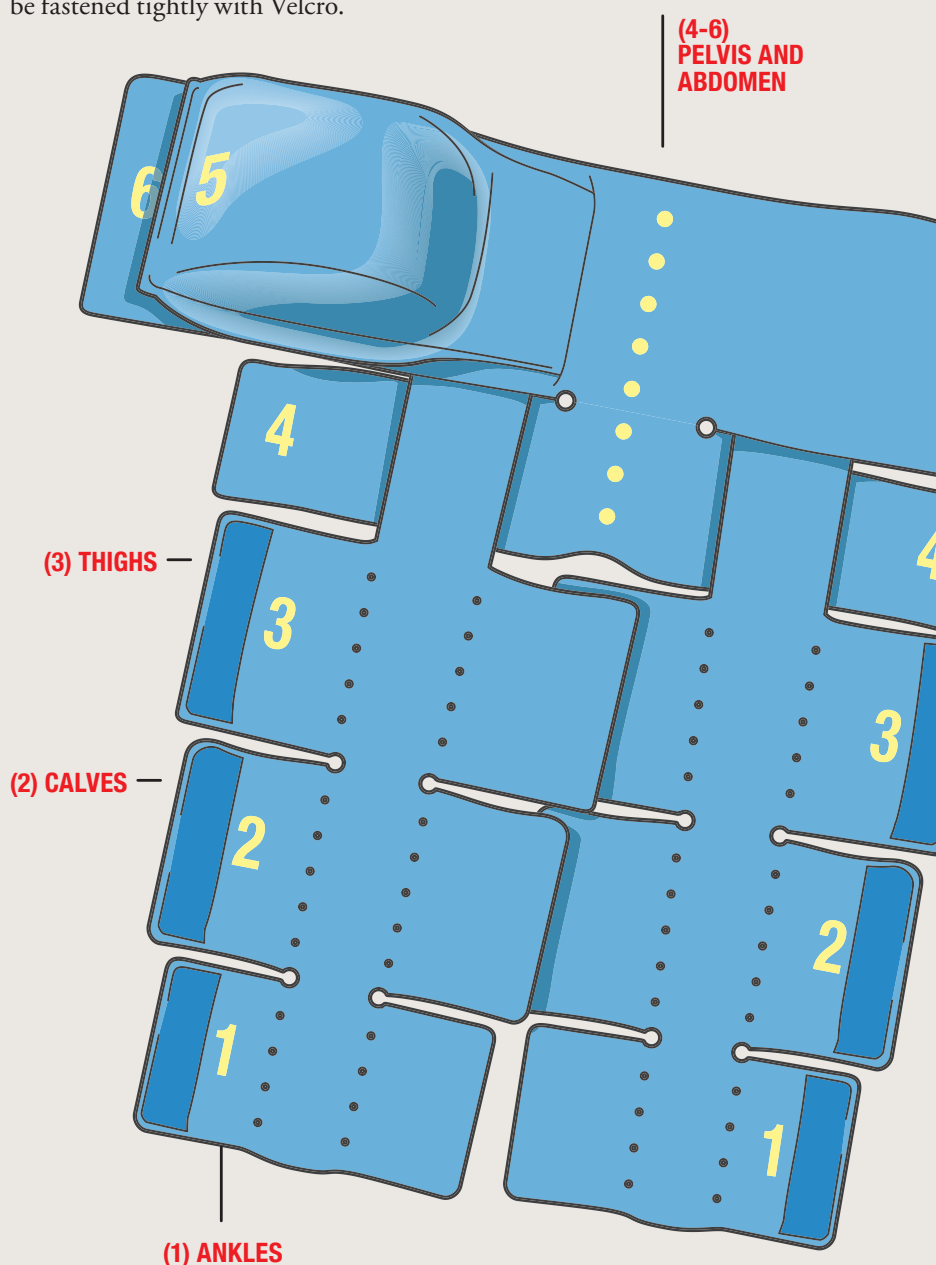 be fastened tightly with Velcro.
(4-6)
PELVIS AND
ABDOMEN
6
5
4
4
(3) THIGHS
3
3
(2) CALVES
2
2
1
1
(1) ANKLES